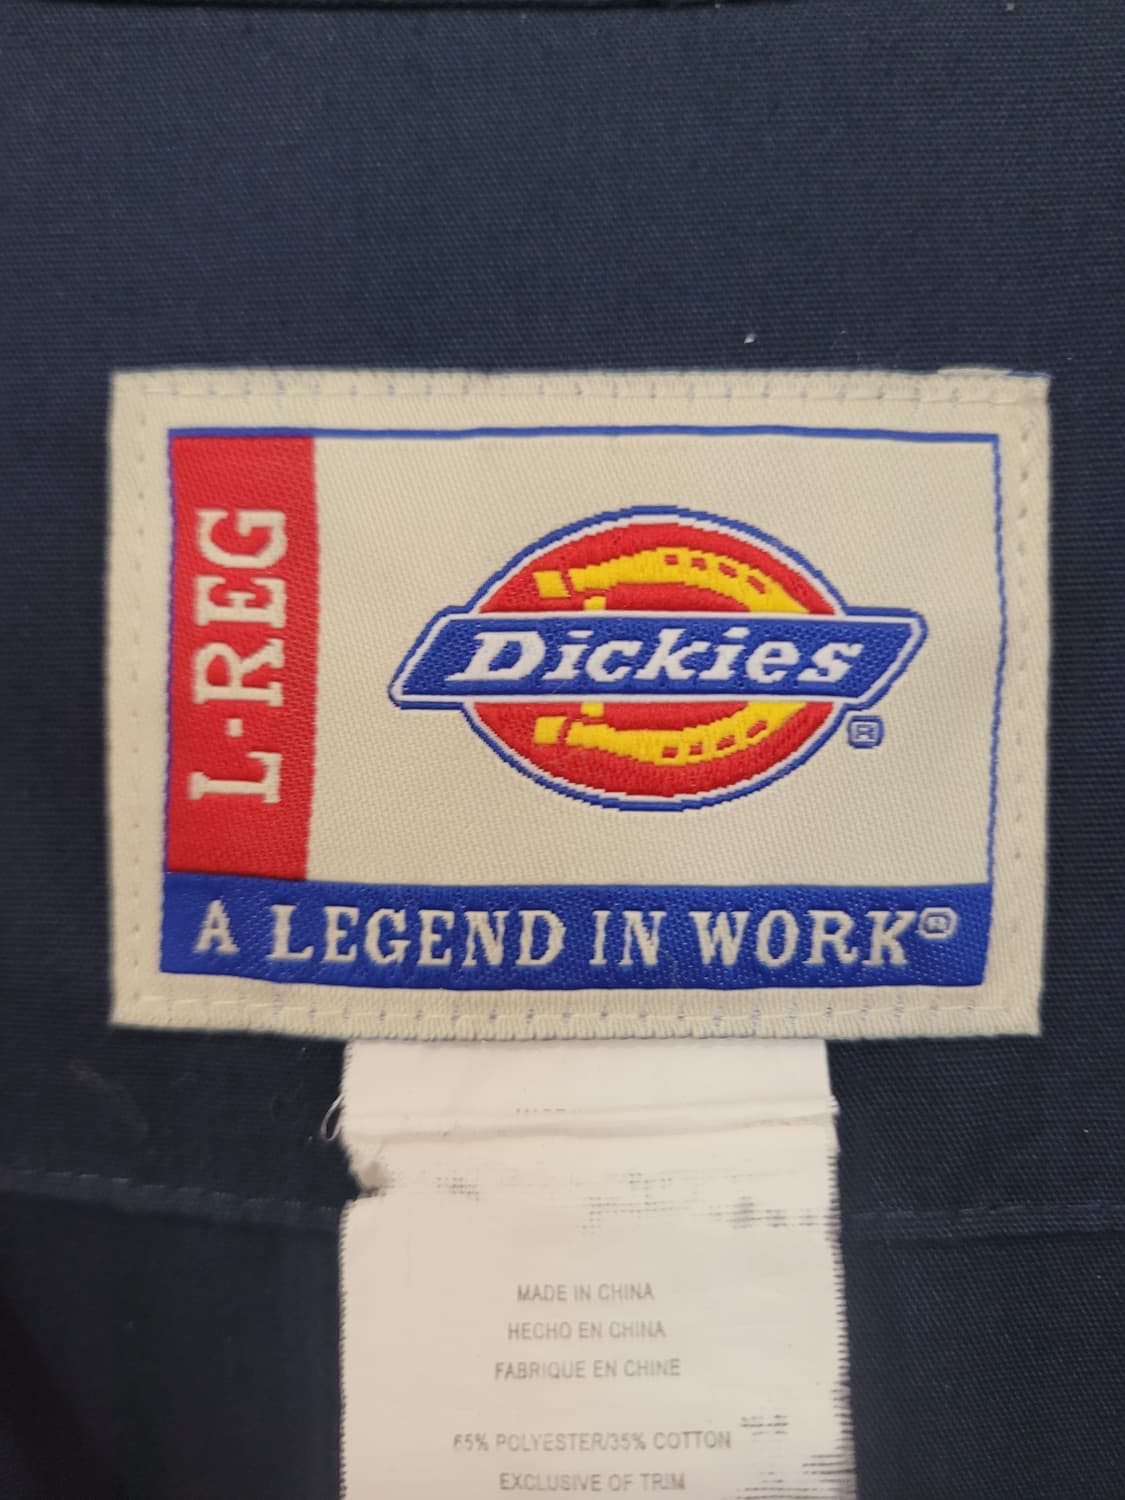 L-REG
Dickies®
A LEGEND IN WORK®
MADE IN CHINA
HECHO EN CHINA
FABRIQUE EN CHINE
65% POLYESTER/35% COTTON
EXCLUSIVE OF TRIM